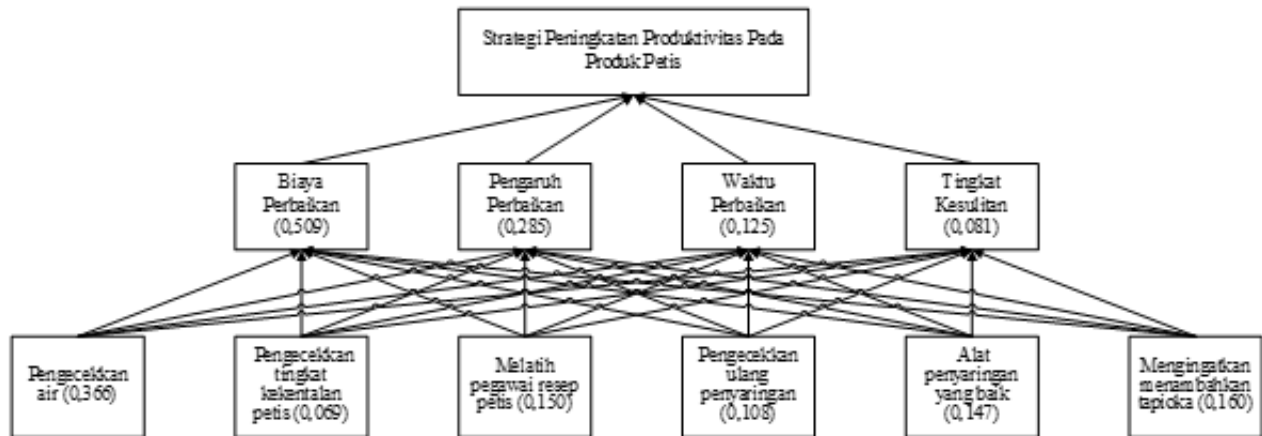 Strategi Peningkatan Produktivitas Pada
Produk Petis
Biaya
Perbaikan
(0,509)
Pengaruh
Perbaikan
(0,285)
Waktu
Perbaikan
(0,125)
Tingkat
Kesulitan
(0,081)
Pengecekkan
air (0,366)
Pengecekkan
tingkat
kekentalan
petis (0,069)
Melatih
pegawai resep
petis (0,150)
Pengecekkan
ulang
penyaringan
(0,108)
Alat
penyaringan
yang baik
(0,147)
Mengingatkan
menambahkan
tapioka (0,160)